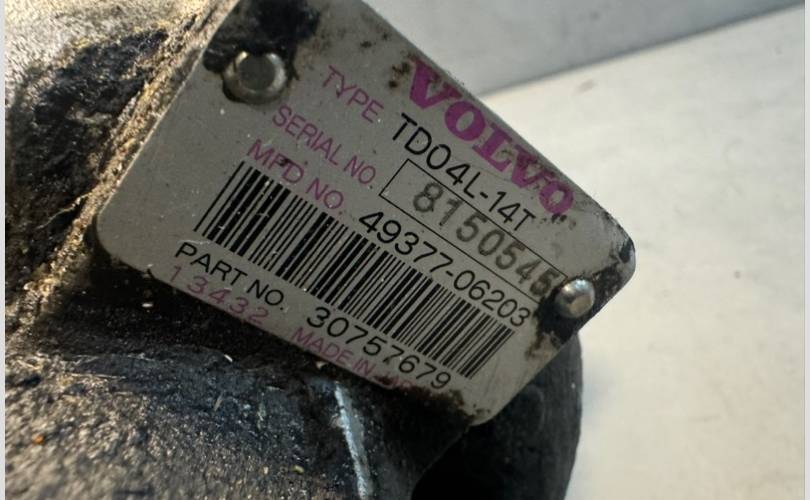 VOLVO
TYPE TD04L-14T
SERIAL NO. 8150545
MFD NO. 49377-06203
PART NO. 30757679
13432 MADE IN